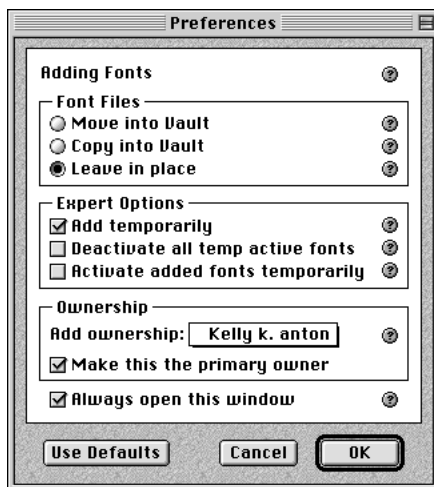 Preferences
Adding Fonts
Font Files
Move into Vault
Copy into Vault
Leave in place
Expert Options
Add temporarily
Deactivate all temp active fonts
Activate added fonts temporarily
Ownership
Add ownership: Kelly k. anton
Make this the primary owner
Always open this window
Use Defaults Cancel OK